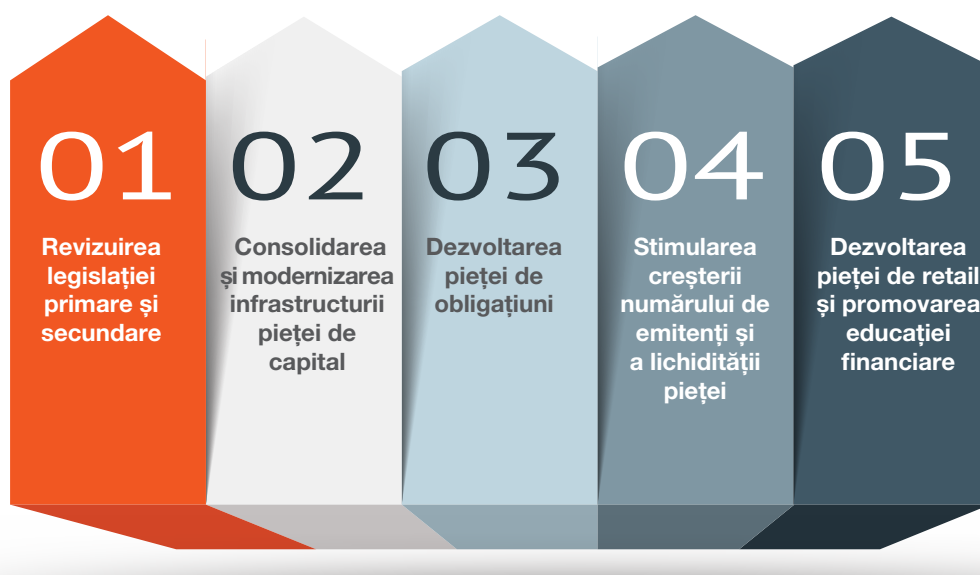 01
Revizuirea
legislației
primare și
secundare
02
Consolidarea
și modernizarea
infrastructurii
pieței de
capital
03
Dezvoltarea
pieței de
obligațiuni
04
Stimularea
creșterii
numărului de
emitenți și
a lichidității
pieței
05
Dezvoltarea
pieței de retail
și promovarea
educației
financiare